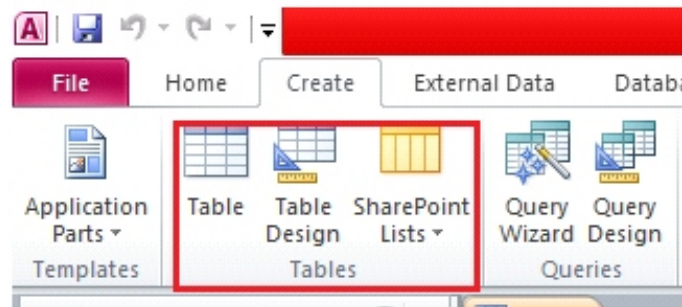 A
File Home Create External Data Datab
Application Parts Table Table Design SharePoint Lists Query Wizard Query Design
Templates Tables Queries